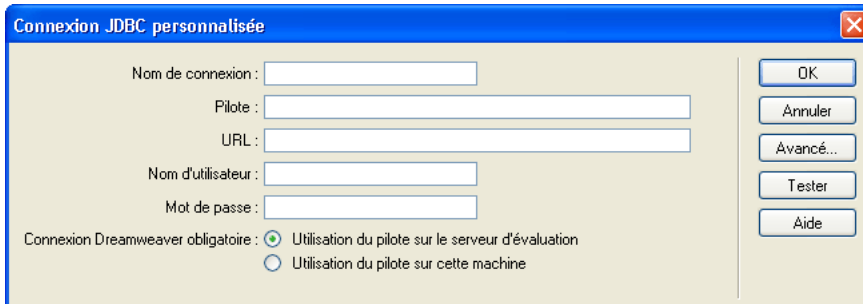 Connexion JDBC personnalisée
Nom de connexion :
Pilote :
URL :
Nom d'utilisateur :
Mot de passe :
Connexion Dreamweaver obligatoire :
Utilisation du pilote sur le serveur d'évaluation
Utilisation du pilote sur cette machine
OK
Annuler
Avancé...
Tester
Aide